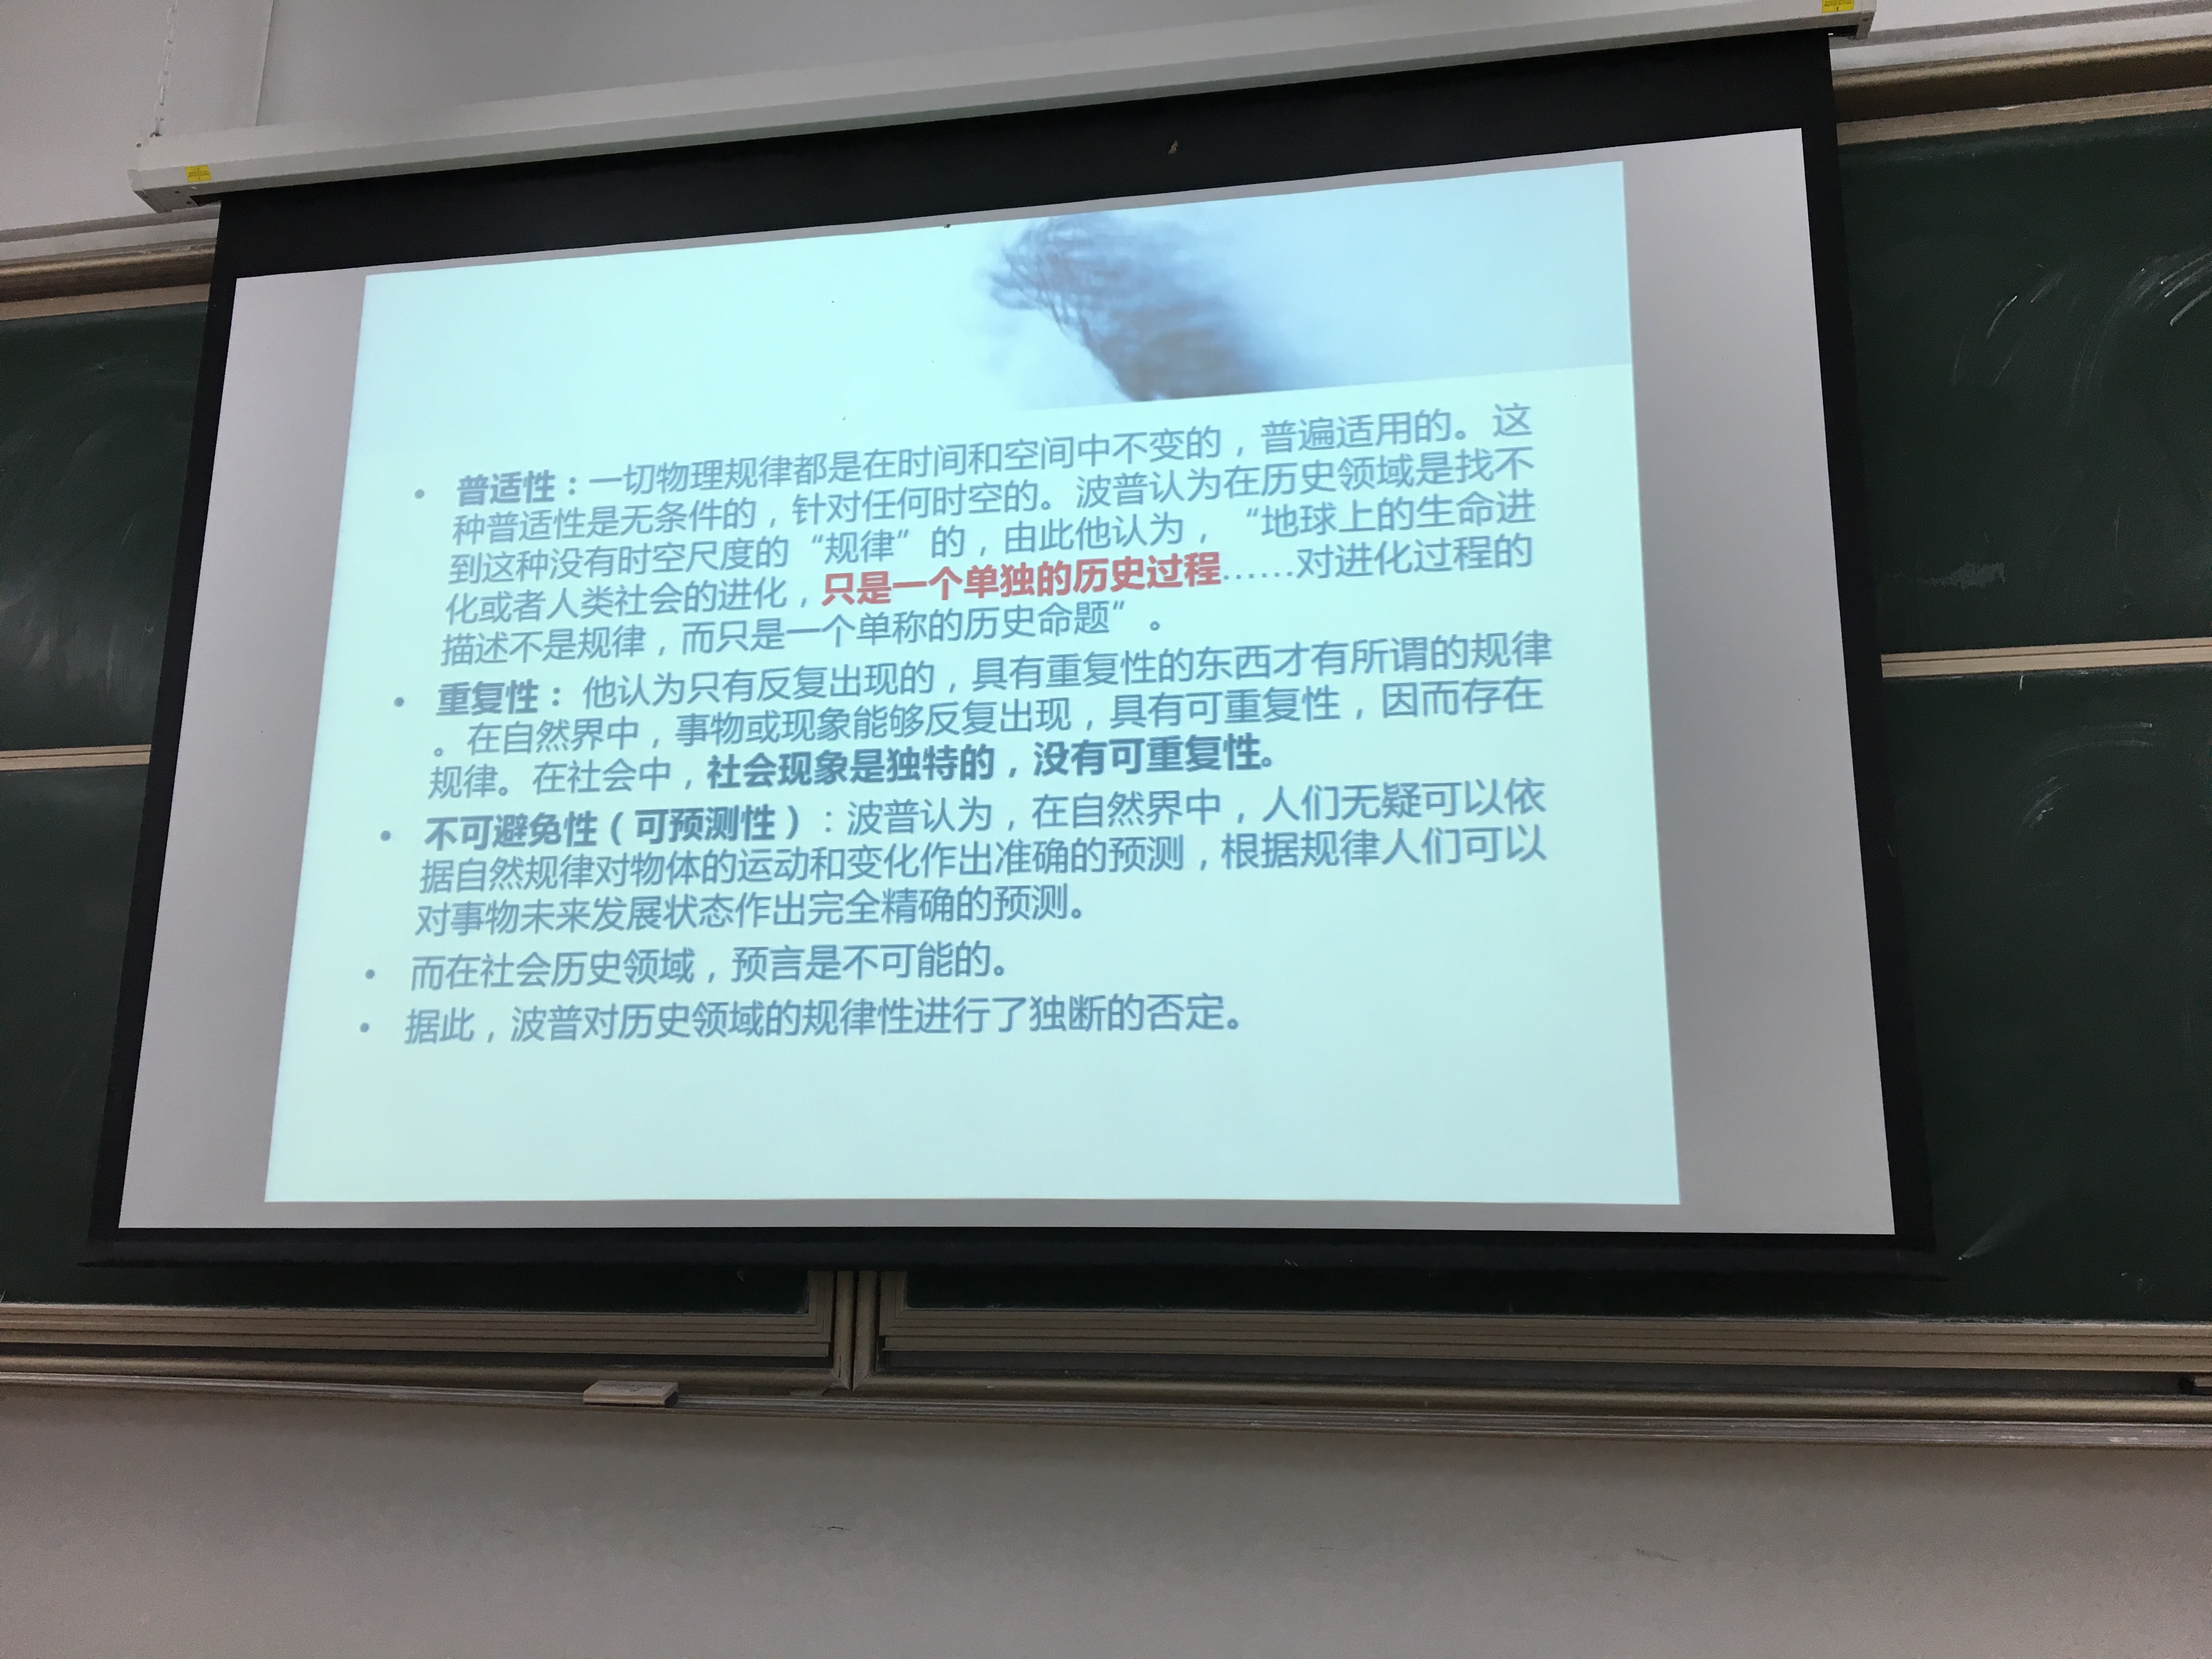 • 普适性：一切物理规律都是在时间和空间中不变的，普遍适用的。这
种普适性是无条件的，针对任何时空的。波普认为在历史领域是找不
到这种没有时空尺度的“规律”的，由此他认为，“地球上的生命进
化或者人类社会的进化，只是一个单独的历史过程……对进化过程的
描述不是规律，而只是一个单称的历史命题”。
• 重复性： 他认为只有反复出现的，具有重复性的东西才有所谓的规律
。在自然界中，事物或现象能够反复出现，具有可重复性，因而存在
规律。在社会中，社会现象是独特的，没有可重复性。
• 不可避免性（可预测性）：波普认为，在自然界中，人们无疑可以依
据自然规律对物体的运动和变化作出准确的预测，根据规律人们可以
对事物未来发展状态作出完全精确的预测。
• 而在社会历史领域，预言是不可能的。
• 据此，波普对历史领域的规律性进行了独断的否定。